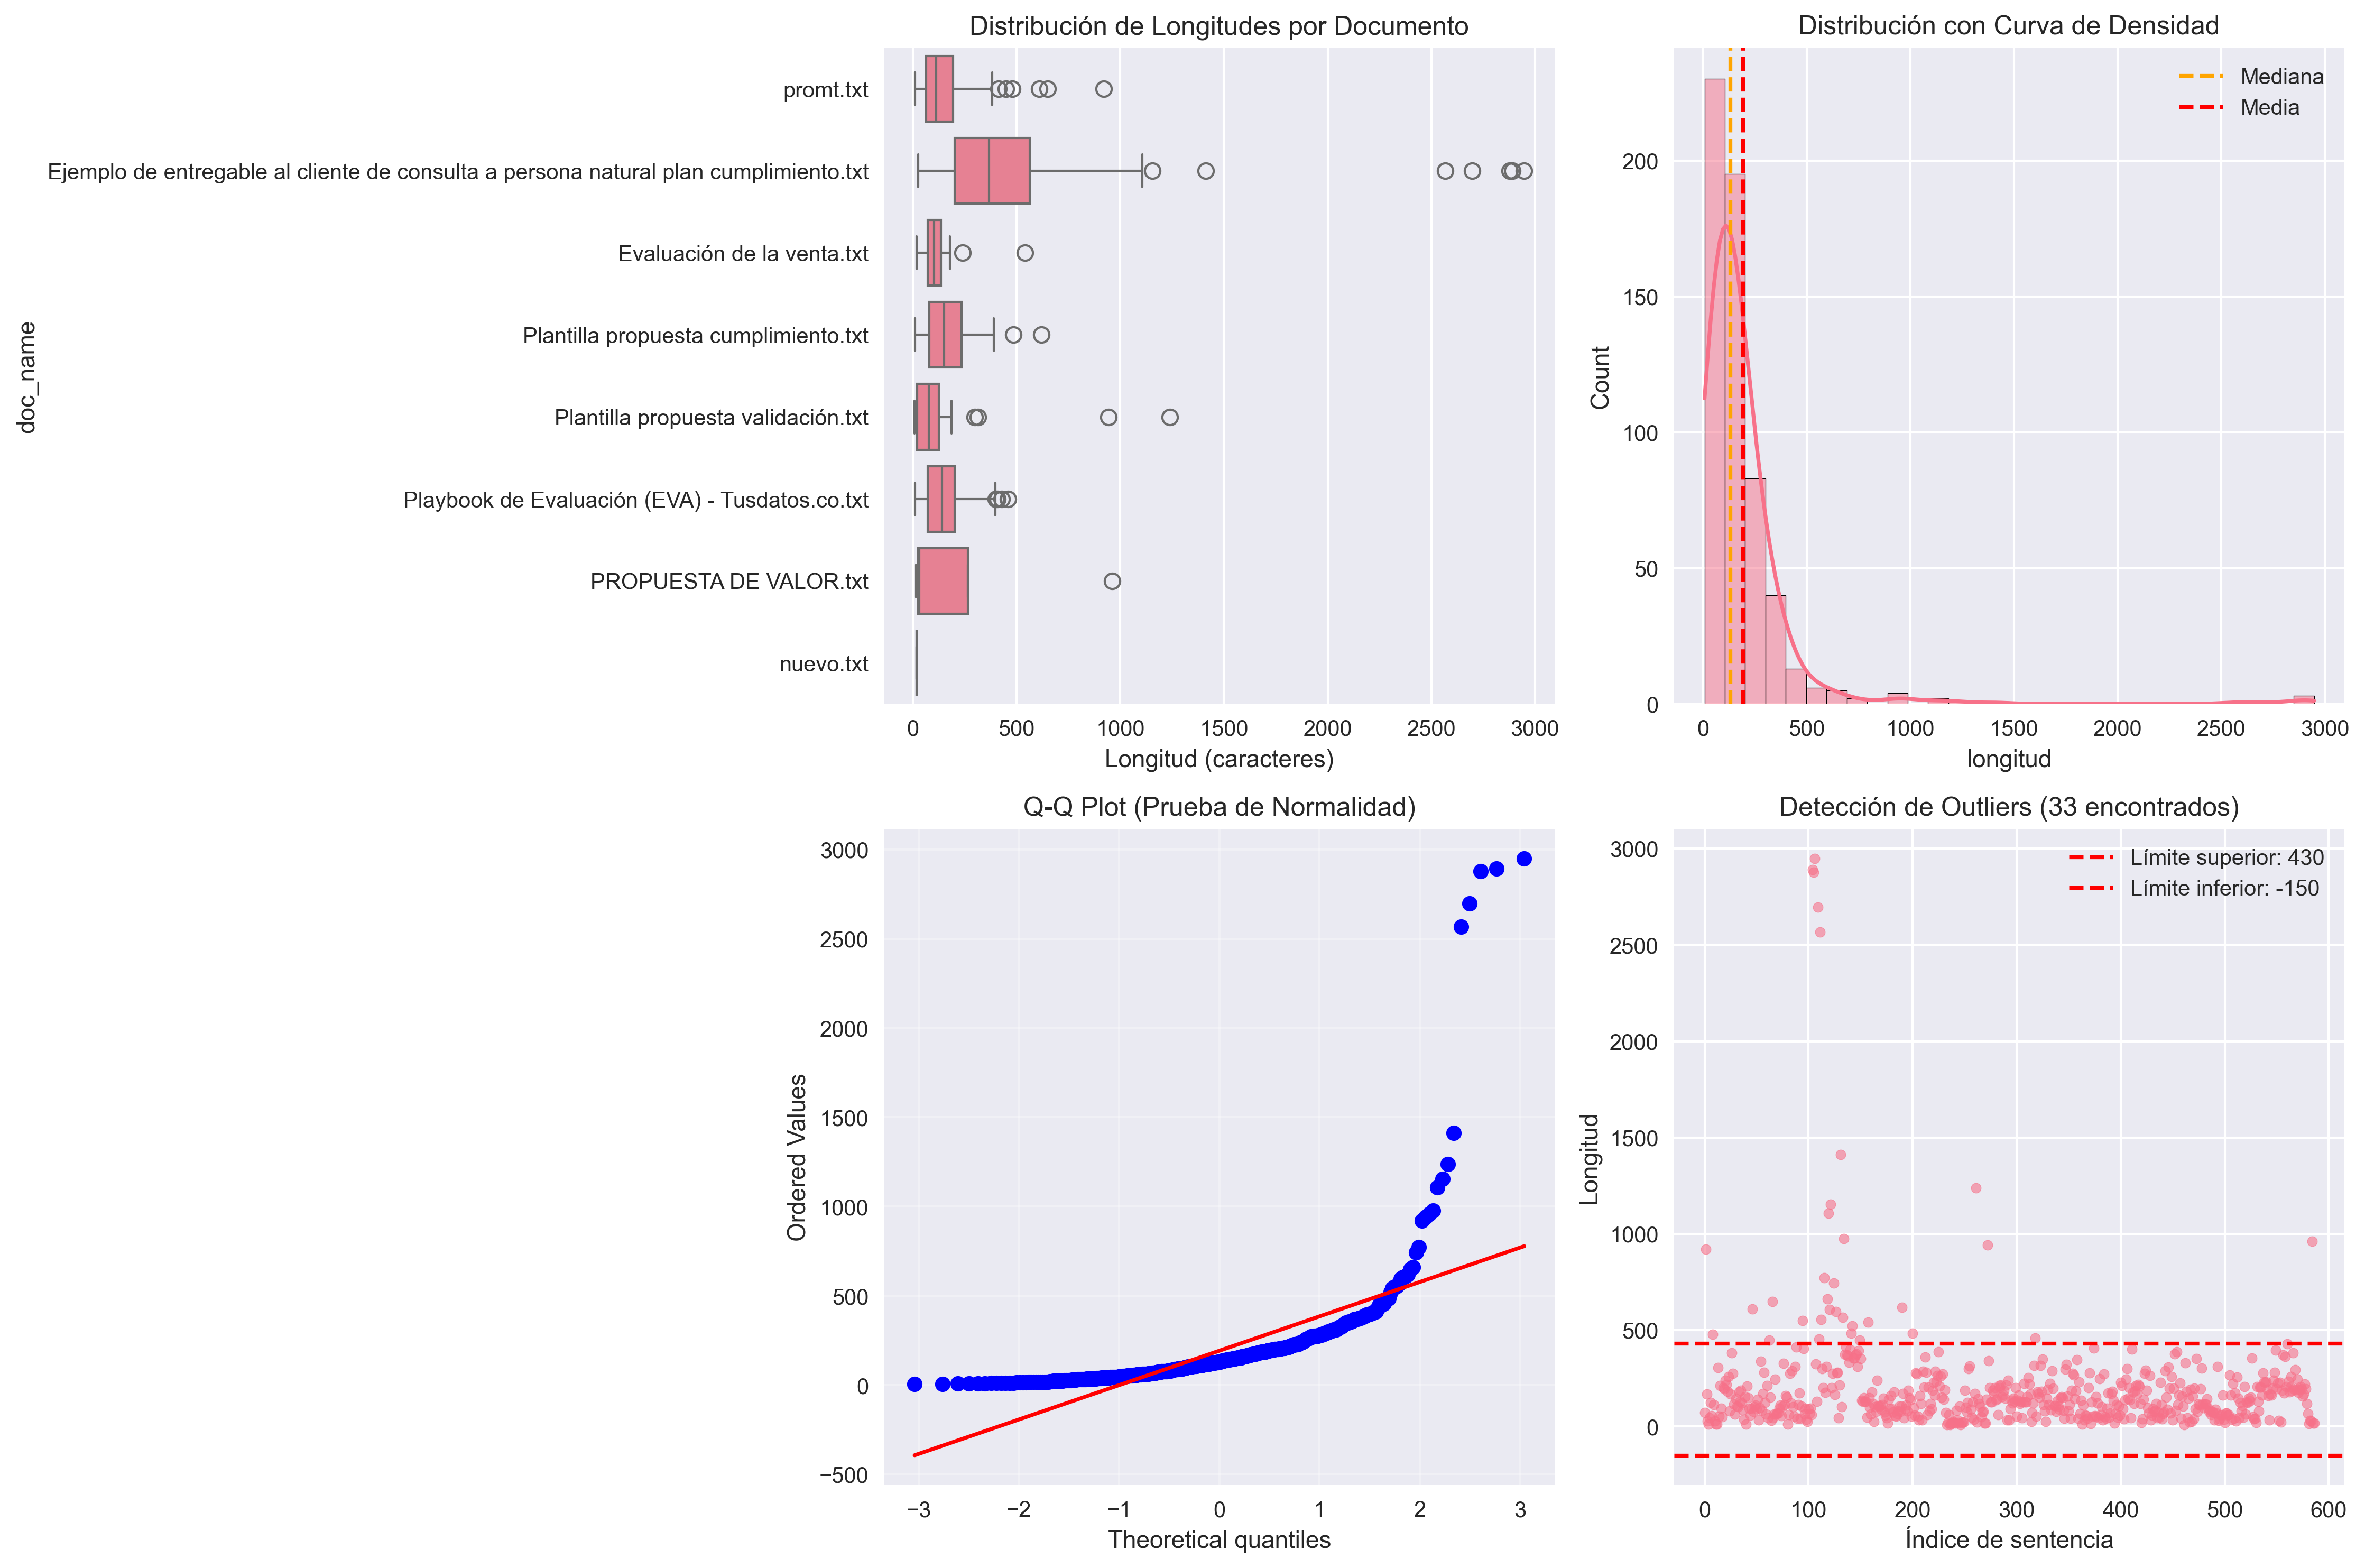 Distribución de Longitudes por Documento
doc_name
promt.txt
Ejemplo de entregable al cliente de consulta a persona natural plan cumplimiento.txt
Evaluación de la venta.txt
Plantilla propuesta cumplimiento.txt
Plantilla propuesta validación.txt
Playbook de Evaluación (EVA) - Tusdatos.co.txt
PROPUESTA DE VALOR.txt
nuevo.txt
0 500 1000 1500 2000 2500 3000
Longitud (caracteres)
Distribución con Curva de Densidad
Mediana
Media
Count
200
150
100
50
0
0 500 1000 1500 2000 2500 3000
longitud
Q-Q Plot (Prueba de Normalidad)
Ordered Values
3000
2500
2000
1500
1000
500
0
−500
−3 −2 −1 0 1 2 3
Theoretical quantiles
Detección de Outliers (33 encontrados)
Límite superior: 430
Límite inferior: -150
Longitud
3000
2500
2000
1500
1000
500
0
0 100 200 300 400 500 600
Índice de sentencia